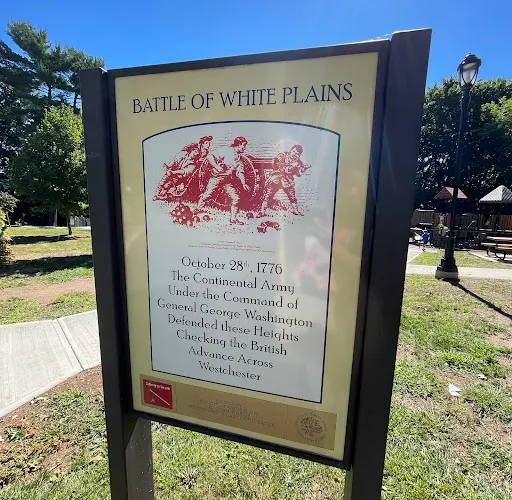 BATTLE OF WHITE PLAINS
October 28th, 1776
The Continental Army
Under the Command of
General George Washington
Defended these Heights
Checking the British
Advance Across
Westchester